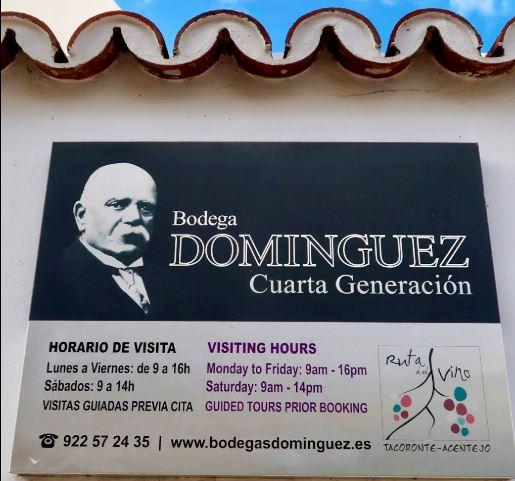 Bodega
DOMINGUEZ
Cuarta Generación
HORARIO DE VISITA
Lunes a Viernes: de 9 a 16h
Sábados: 9 a 14h
VISITAS GUIADAS PREVIA CITA
VISITING HOURS
Monday to Friday: 9am - 16pm
Saturday: 9am - 14pm
GUIDED TOURS PRIOR BOOKING
☎ 922 57 24 35 | www.bodegasdominguez.es
Ruta
del
Vino
TACORONTE-ACENTEJO